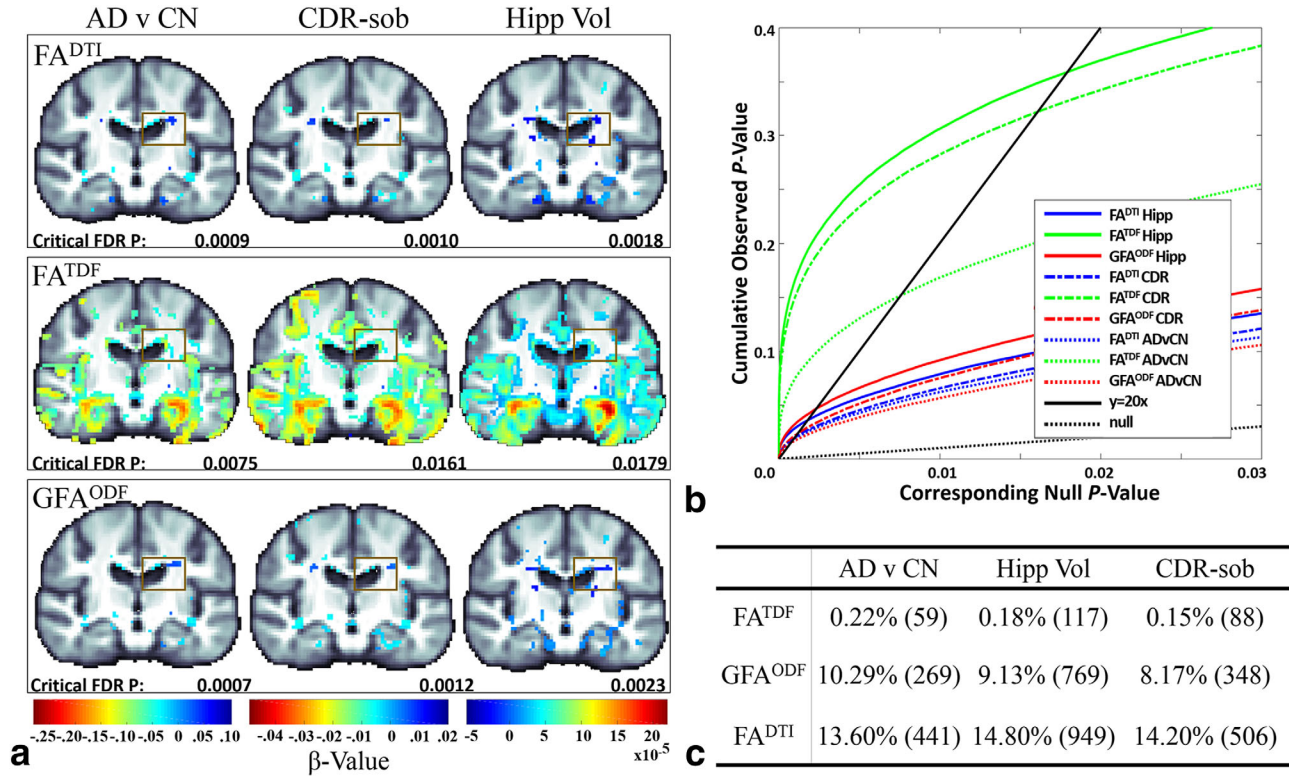 AD v CN CDR-sob Hipp Vol
FA^DTI
Critical FDR P: 0.0009 0.0010 0.0018
FA^TDF
Critical FDR P: 0.0075 0.0161 0.0179
GFA^ODF
Critical FDR P: 0.0007 0.0012 0.0023
-.25 -.20 -.15 -.10 -.05 0 .05 .10
-.04 -.03 -.02 -.01 0 .01 .02
-5 0 5 10 15 20
x10^-5
β-Value
a
0.4
0.3
0.2
0.1
0.0 0.01 0.02 0.03
Cumulative Observed P-Value
Corresponding Null P-Value
FA^DTI Hipp
FA^TDF Hipp
GFA^ODF Hipp
FA^DTI CDR
FA^TDF CDR
GFA^ODF CDR
FA^DTI ADvCN
FA^TDF ADvCN
GFA^ODF ADvCN
y=20x
null
b
AD v CN Hipp Vol CDR-sob
FA^TDF 0.22% (59) 0.18% (117) 0.15% (88)
GFA^ODF 10.29% (269) 9.13% (769) 8.17% (348)
FA^DTI 13.60% (441) 14.80% (949) 14.20% (506)
c